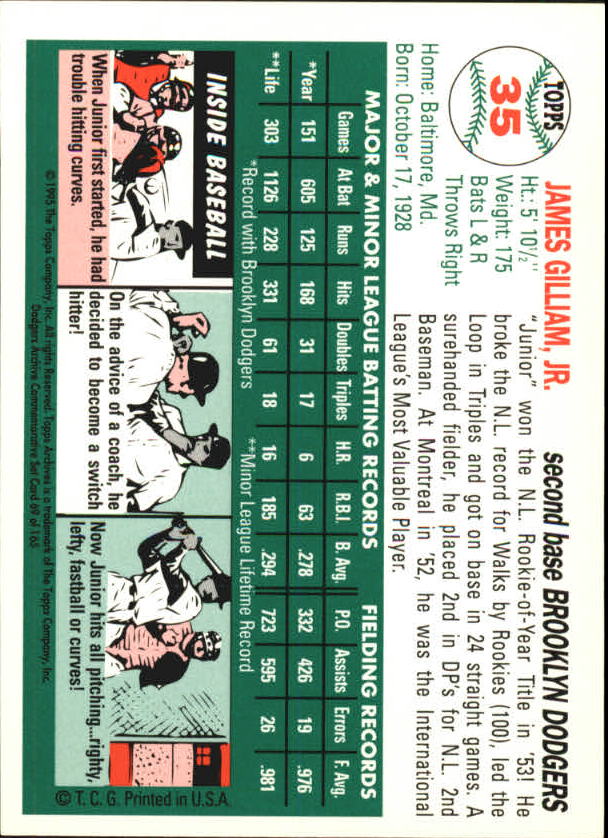 TOPPS
35
JAMES GILLIAM, JR.
second base BROOKLYN DODGERS
Ht.: 5' 10½"
Weight: 175
Bats L & R
Throws Right
Home: Baltimore, Md.
Born: October 17, 1928
"Junior" won the N.L. Rookie-of-Year Title in '53! He
broke the N.L. record for Walks by Rookies (100), led the
Loop in Triples and got on base in 24 straight games. A
surehanded fielder, he placed 2nd in DP's for N.L. 2nd
Baseman. At Montreal in '52, he was the International
League's Most Valuable Player.
MAJOR & MINOR LEAGUE BATTING RECORDS FIELDING RECORDS
Games At Bat Runs Hits Doubles Triples H.R. R.B.I. B. Avg. P.O. Assists Errors F. Avg.
*Year 151 605 125 168 31 17 6 63 .278 332 426 19 .976
**Life 303 1126 228 331 61 18 16 185 .294 723 595 26 .981
*Record with Brooklyn Dodgers **Minor League Lifetime Record
INSIDE BASEBALL
When Junior first started, he had
trouble hitting curves.
On the advice of a coach, he
decided to become a switch
hitter!
Now Junior hits all pitching...righty,
lefty, fastball or curves!
© T. C. G. Printed in U.S.A.
© 1995 The Topps Company, Inc. All rights Reserved. Topps Archives is a trademark of The Topps Company, Inc.
Dodgers Archive Commemorative Set Card 69 of 165